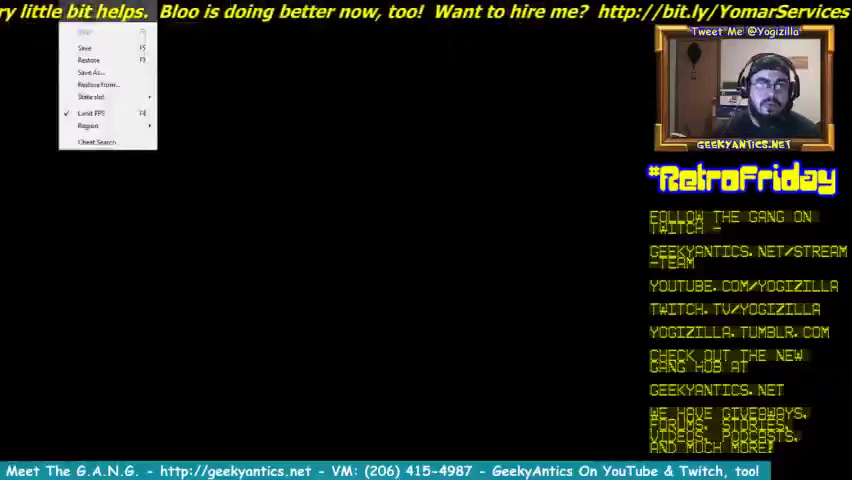 ry little bit helps.  Bloo is doing better now, too!  Want to hire me?  http://bit.ly/YomarServices
Save F5
Restore
Save As...
Restore from...
State slot
Limit FPS F4
Region
Cheat Search
Tweet Me @Yogizilla
GEEKYANTICS.NET
#RetroFriday
FOLLOW THE GANG ON
TWITCH -
GEEKYANTICS.NET/STREAM
-TEAM
YOUTUBE.COM/YOGIZILLA
TWITCH.TV/YOGIZILLA
YOGIZILLA.TUMBLR.COM
CHECK OUT THE NEW
GANG HUB AT
GEEKYANTICS.NET
WE HAVE GIVEAWAYS,
FORUMS, STORIES,
VIDEOS, PODCASTS,
AND MUCH MORE!
Meet The G.A.N.G. - http://geekyantics.net - VM: (206) 415-4987 - GeekyAntics On YouTube & Twitch, too!